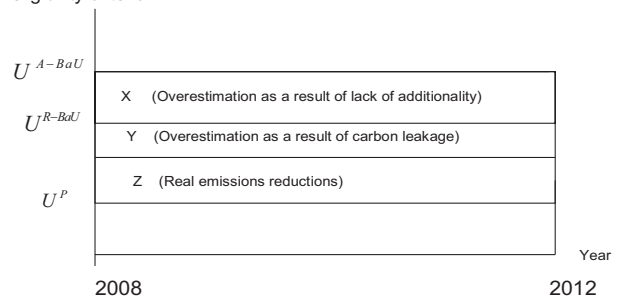 U^{A-BaU}
X (Overestimation as a result of lack of additionality)
U^{R-BaU}
Y (Overestimation as a result of carbon leakage)
Z (Real emissions reductions)
U^{P}
Year
2008 2012